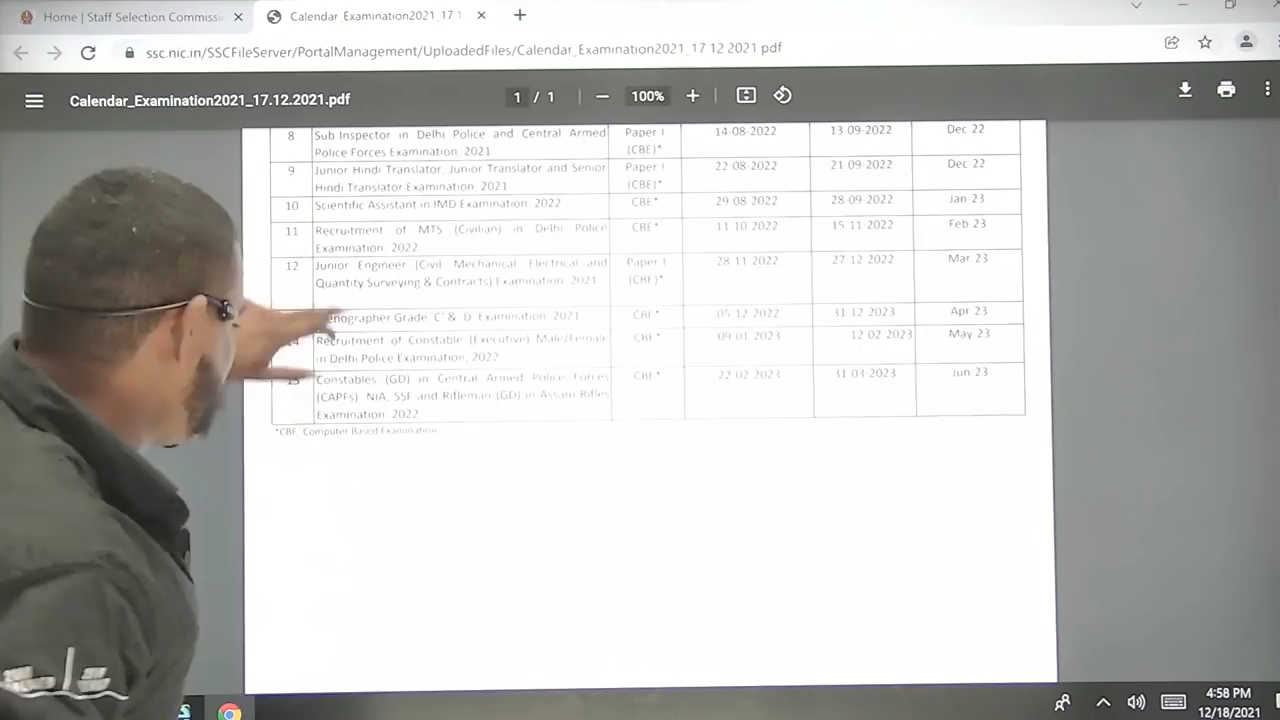 Home | Staff Selection Commissi
Calendar_Examination2021_17 1
ssc.nic.in/SSCFileServer/PortalManagement/UploadedFiles/Calendar_Examination2021_17 12 2021 pdf
Calendar_Examination2021_17.12.2021.pdf
1 / 1
100%
8 Sub Inspector in Delhi Police and Central Armed Police Forces Examination. 2021 Paper I (CBE)* 14-08-2022 13 09-2022 Dec 22
9 Junior Hindi Translator, Junior Translator and Senior Hindi Translator Examination. 2021 Paper I (CBE)* 22-08-2022 21 09-2022 Dec 22
10 Scientific Assistant in IMD Examination. 2022 CBE* 29 08 2022 28-09 2022 Jan 23
11 Recruitment of MTS (Civilian) in Delhi Police Examination. 2022 CBE* 11 10 2022 15 11 2022 Feb 23
12 Junior Engineer (Civil Mechanical Electrical and Quantity Surveying & Contracts) Examination 2021 Paper I (CBE)* 28 11 2022 27 12 2022 Mar 23
enographer Grade C' & D Examination 2021 CBE* 05 12 2022 31 12 2023 Apr 23
Recruitment of Constable (Executive) Male/Female in Delhi Police Examination, 2022 CBE* 09 01 2023 12 02 2023 May 23
15 Constables (GD) in Central Armed Police Forces (CAPFs) NIA, SSF and Rifleman (GD) in Assam Rifles Examination 2022 CBE* 22 02 2023 31 03 2023 Jun 23
*CBE Computer Based Examination
4:58 PM
12/18/2021